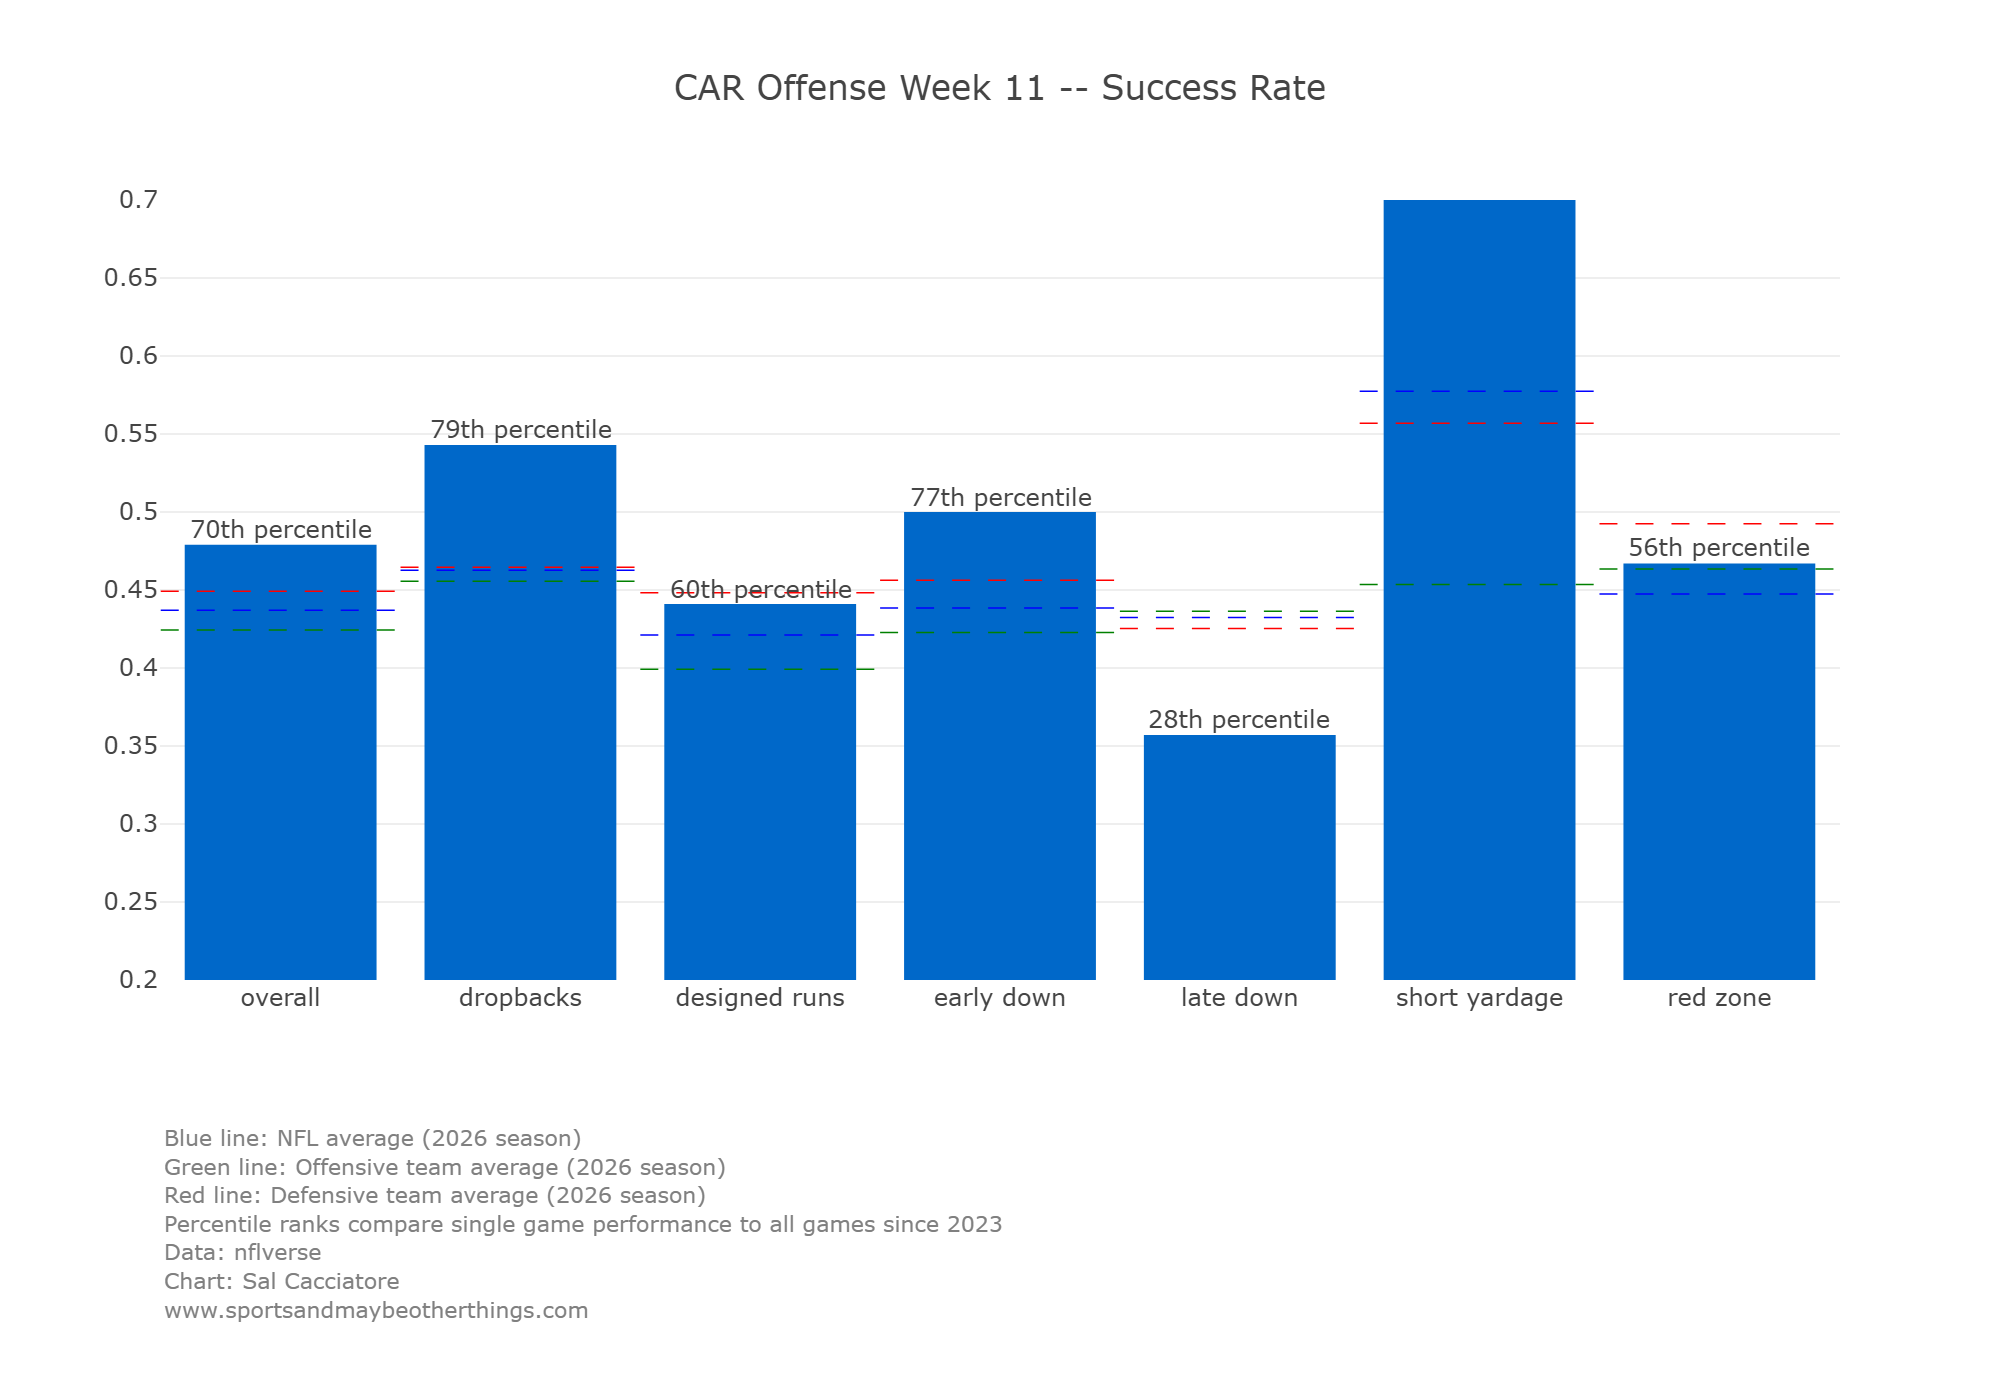 CAR Offense Week 11 -- Success Rate
0.7
0.65
0.6
0.55
0.5
0.45
0.4
0.35
0.3
0.25
0.2
79th percentile
77th percentile
70th percentile
56th percentile
60th percentile
28th percentile
overall dropbacks designed runs early down late down short yardage red zone
Blue line: NFL average (2026 season)
Green line: Offensive team average (2026 season)
Red line: Defensive team average (2026 season)
Percentile ranks compare single game performance to all games since 2023
Data: nflverse
Chart: Sal Cacciatore
www.sportsandmaybeotherthings.com